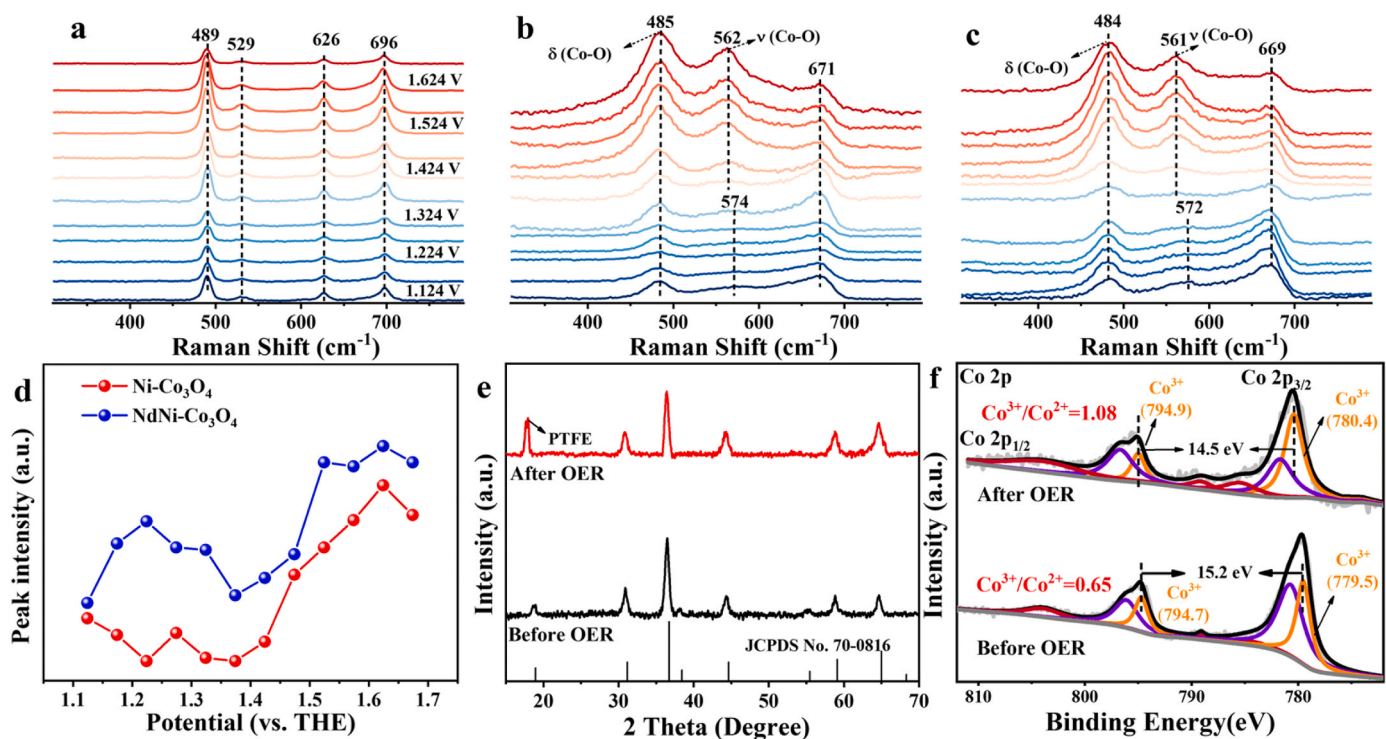 a
489
529
626
696
1.624 V
1.524 V
1.424 V
1.324 V
1.224 V
1.124 V
400
500
600
700
Raman Shift (cm⁻¹)
b
485
562
ν (Co-O)
δ (Co-O)
671
574
400
500
600
700
Raman Shift (cm⁻¹)
c
484
561
ν (Co-O)
669
δ (Co-O)
572
400
500
600
700
Raman Shift (cm⁻¹)
d
Ni-Co₃O₄
NdNi-Co₃O₄
Peak intensity (a.u.)
1.1
1.2
1.3
1.4
1.5
1.6
1.7
Potential (vs. THE)
e
PTFE
After OER
Before OER
JCPDS No. 70-0816
Intensity (a.u.)
20
30
40
50
60
70
2 Theta (Degree)
f
Co 2p
Co 2p₃/₂
Co³⁺/Co²⁺=1.08
Co³⁺
(794.9)
Co³⁺
(780.4)
Co 2p₁/₂
14.5 eV
After OER
Co³⁺/Co²⁺=0.65
15.2 eV
Co³⁺
(794.7)
Co³⁺
(779.5)
Before OER
Intensity (a.u.)
810
800
790
780
Binding Energy(eV)